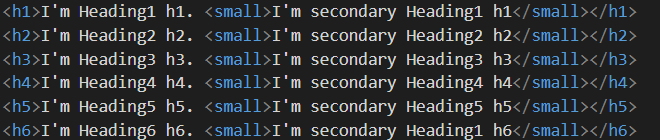 <h1>I'm Heading1 h1. <small>I'm secondary Heading1 h1</small></h1>
<h2>I'm Heading2 h2. <small>I'm secondary Heading2 h2</small></h2>
<h3>I'm Heading3 h3. <small>I'm secondary Heading3 h3</small></h3>
<h4>I'm Heading4 h4. <small>I'm secondary Heading4 h4</small></h4>
<h5>I'm Heading5 h5. <small>I'm secondary Heading5 h5</small></h5>
<h6>I'm Heading6 h6. <small>I'm secondary Heading1 h6</small></h6>